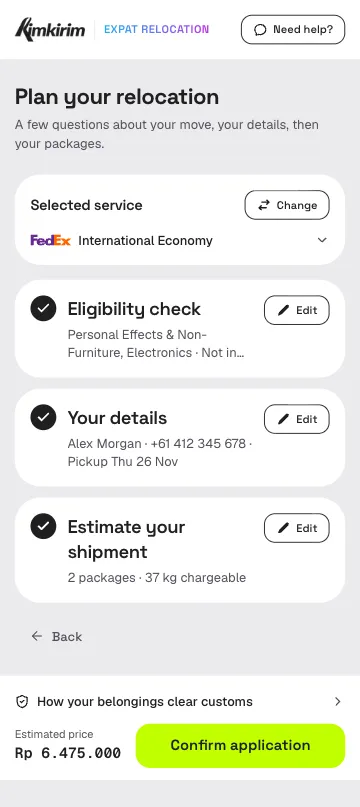 Kimkirim
EXPAT RELOCATION
Need help?
Plan your relocation
A few questions about your move, your details, then
your packages.
Selected service
Change
FedEx International Economy
Eligibility check
Edit
Personal Effects & Non-
Furniture, Electronics · Not in...
Your details
Edit
Alex Morgan · +61 412 345 678 ·
Pickup Thu 26 Nov
Estimate your
shipment
Edit
2 packages · 37 kg chargeable
Back
How your belongings clear customs
Estimated price
Rp 6.475.000
Confirm application